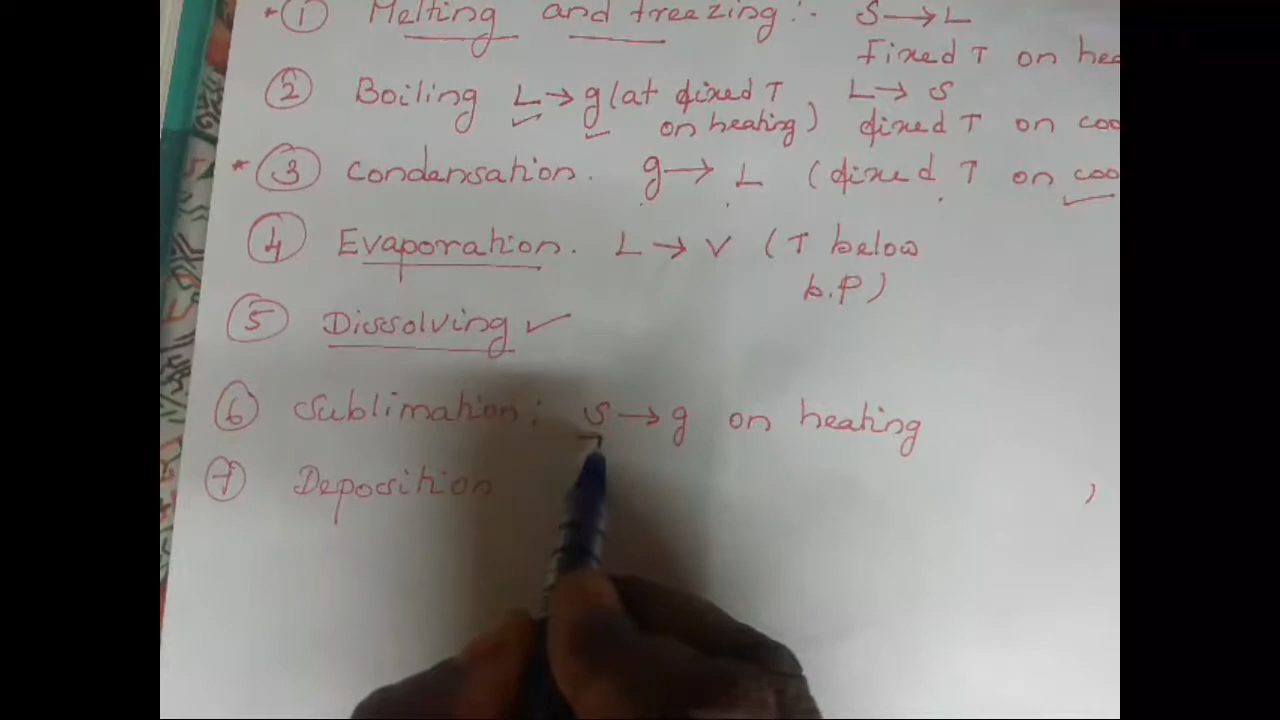 ① Melting and freezing:- S→L
fixed T on hea
② Boiling L→g (at fixed T L→S
on heating) fixed T on coo
* ③ Condensation. g→L (fixed T on coo
④ Evaporation. L→V (T below
b.P)
⑤ Dissolving ✓
⑥ Sublimation: S→g on heating
⑦ Deposition